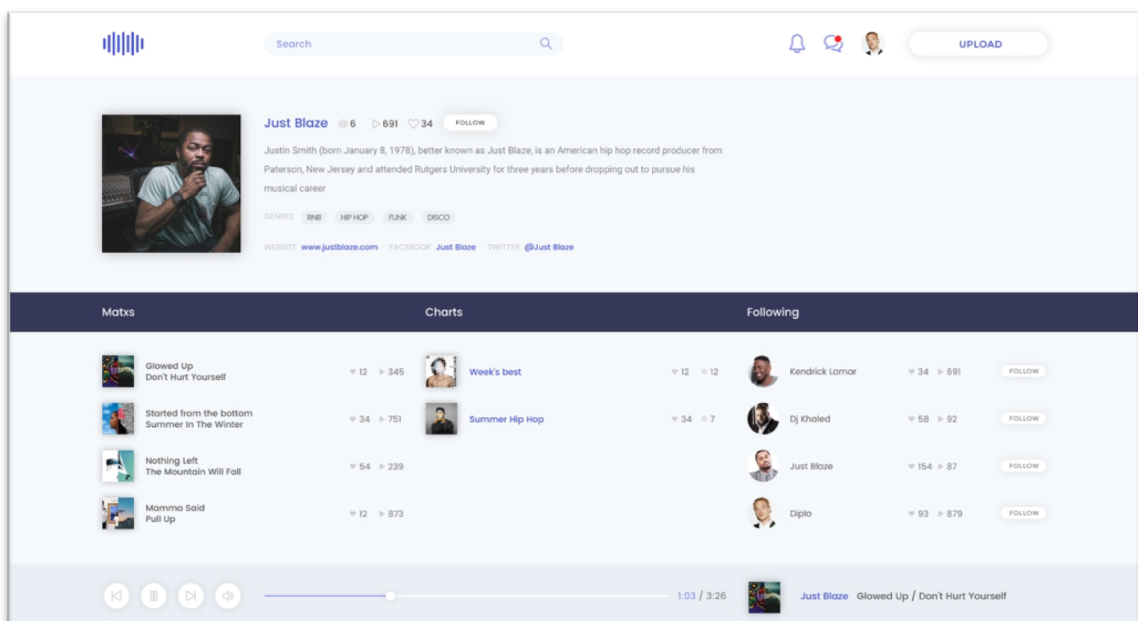 Search
UPLOAD
Just Blaze 6 691 34 FOLLOW
Justin Smith (born January 8, 1978), better known as Just Blaze, is an American hip hop record producer from
Paterson, New Jersey and attended Rutgers University for three years before dropping out to pursue his
musical career
GENRES RNB HIP HOP FUNK DISCO
WEBSITE www.justblaze.com FACEBOOK Just Blaze TWITTER @Just Blaze
Matxs
Charts
Following
Glowed Up
Don't Hurt Yourself
12 345
Started from the bottom
Summer In The Winter
34 751
Nothing Left
The Mountain Will Fall
54 239
Mamma Said
Pull Up
12 873
Week's best
12 12
Summer Hip Hop
34 7
Kendrick Lamar 34 691 FOLLOW
Dj Khaled 58 92 FOLLOW
Just Blaze 154 87 FOLLOW
Diplo 93 879 FOLLOW
1:03 / 3:26
Just Blaze Glowed Up / Don't Hurt Yourself